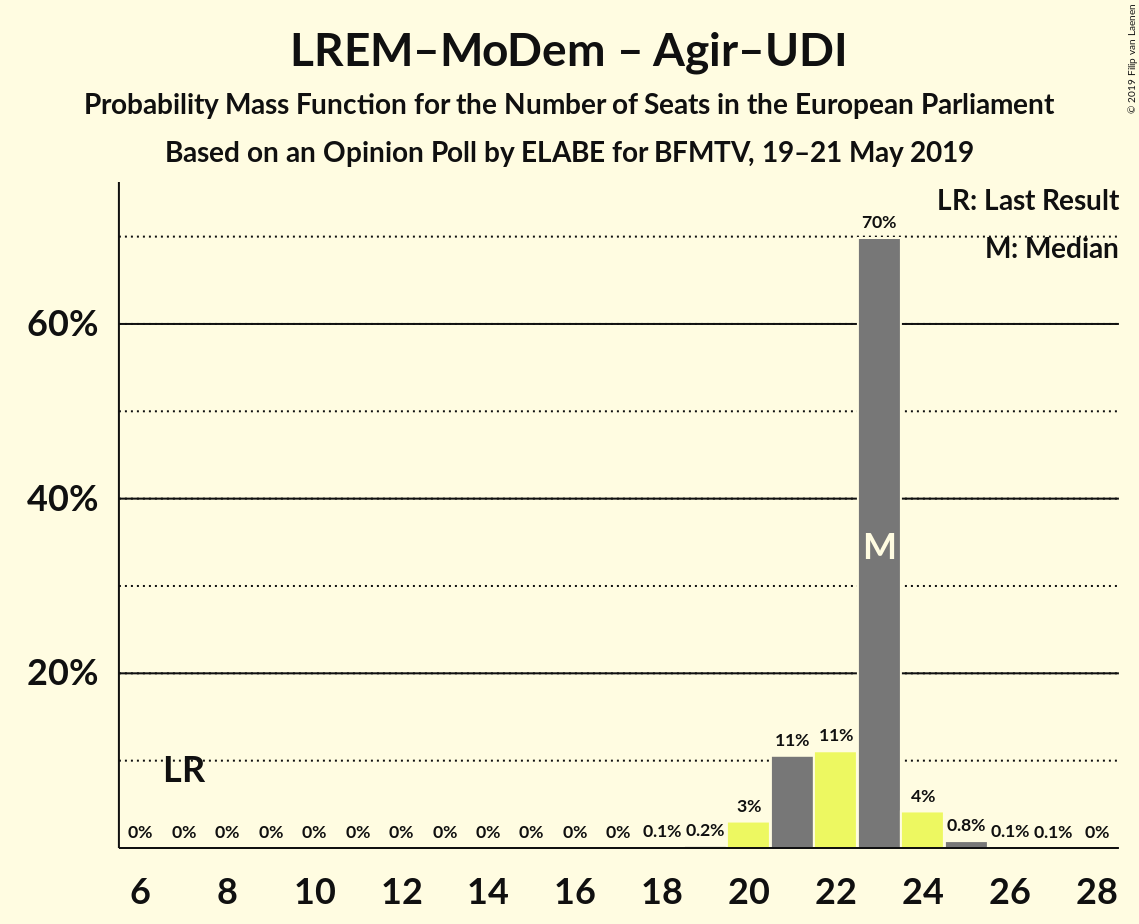 LREM–MoDem – Agir–UDI
Probability Mass Function for the Number of Seats in the European Parliament
Based on an Opinion Poll by ELABE for BFMTV, 19–21 May 2019
© 2019 Filip van Laenen
LR: Last Result
M: Median
70%
60%
40%
M
20%
11% 11%
LR
3% 4%
0% 0% 0% 0% 0% 0% 0% 0% 0% 0% 0% 0% 0.1% 0.2% 0.8% 0.1% 0.1% 0%
6 8 10 12 14 16 18 20 22 24 26 28